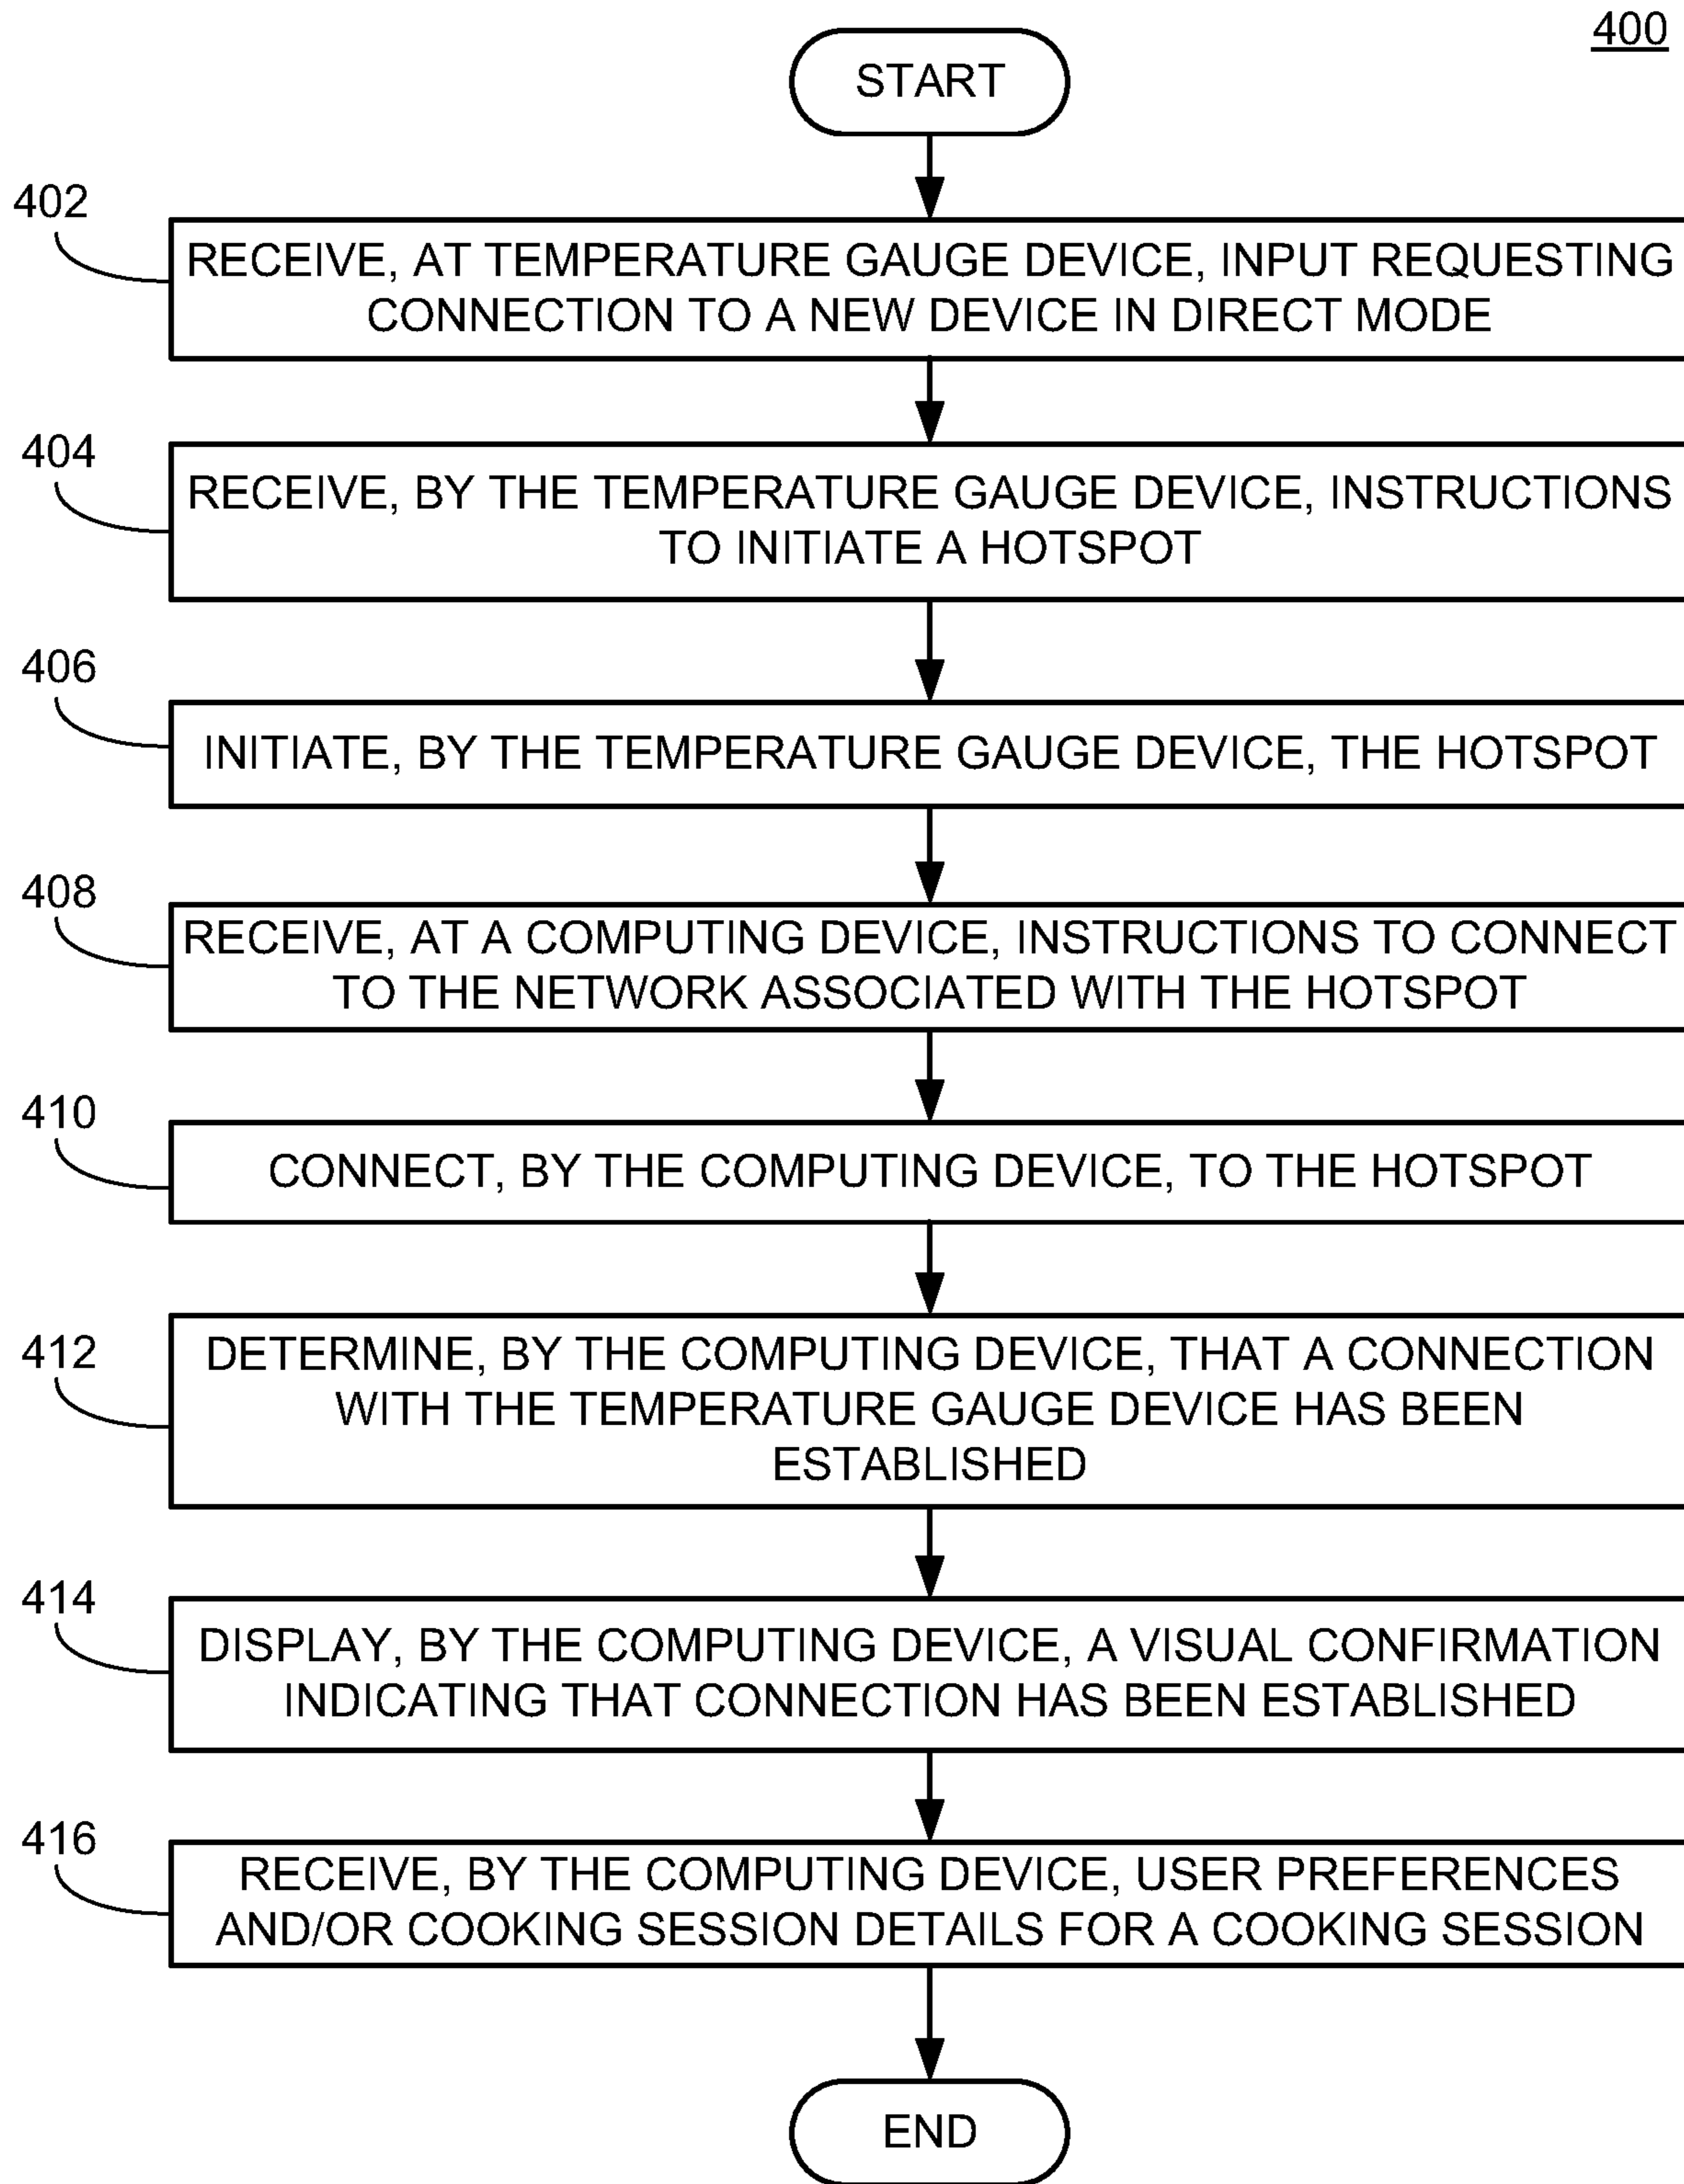 400
START
402
RECEIVE, AT TEMPERATURE GAUGE DEVICE, INPUT REQUESTING
CONNECTION TO A NEW DEVICE IN DIRECT MODE
404
RECEIVE, BY THE TEMPERATURE GAUGE DEVICE, INSTRUCTIONS
TO INITIATE A HOTSPOT
406
INITIATE, BY THE TEMPERATURE GAUGE DEVICE, THE HOTSPOT
408
RECEIVE, AT A COMPUTING DEVICE, INSTRUCTIONS TO CONNECT
TO THE NETWORK ASSOCIATED WITH THE HOTSPOT
410
CONNECT, BY THE COMPUTING DEVICE, TO THE HOTSPOT
412
DETERMINE, BY THE COMPUTING DEVICE, THAT A CONNECTION
WITH THE TEMPERATURE GAUGE DEVICE HAS BEEN
ESTABLISHED
414
DISPLAY, BY THE COMPUTING DEVICE, A VISUAL CONFIRMATION
INDICATING THAT CONNECTION HAS BEEN ESTABLISHED
416
RECEIVE, BY THE COMPUTING DEVICE, USER PREFERENCES
AND/OR COOKING SESSION DETAILS FOR A COOKING SESSION
END